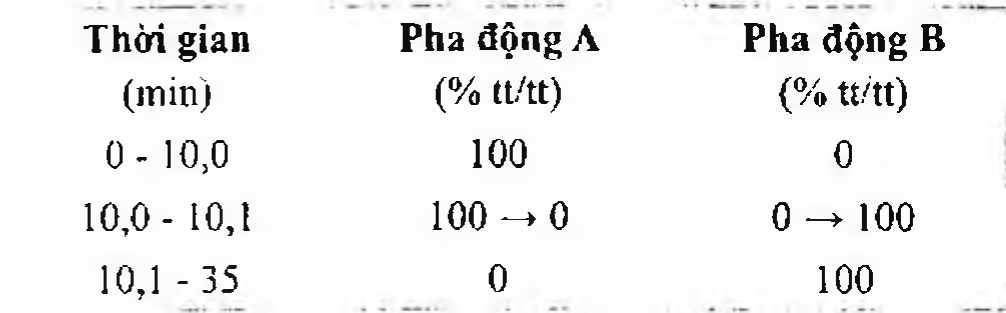 Thời gian Pha động A Pha động B
(min) (% tt/tt) (% tt/tt)
0 - 10,0 100 0
10,0 - 10,1 100 → 0 0 → 100
10,1 - 35 0 100